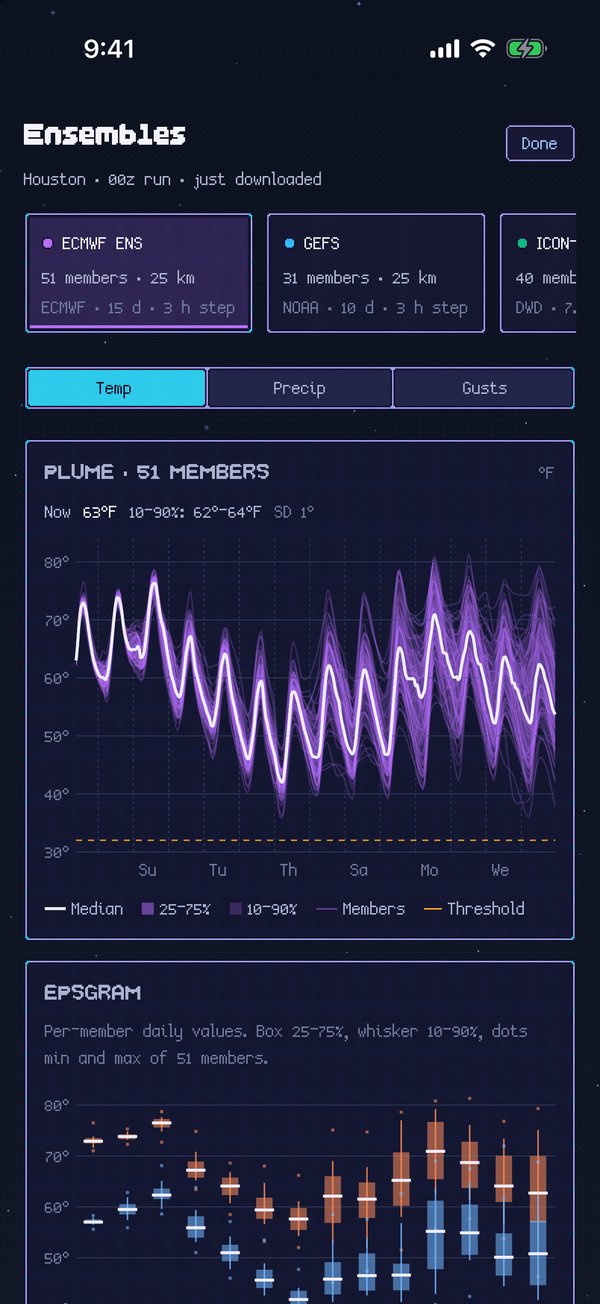 9:41
Ensembles
Done
Houston · 00z run · just downloaded
ECMWF ENS
51 members · 25 km
ECMWF · 15 d · 3 h step
GEFS
31 members · 25 km
NOAA · 10 d · 3 h step
ICON-
40 memb
DWD · 7.
Temp
Precip
Gusts
PLUME · 51 MEMBERS
°F
Now 63°F 10–90%: 62°–64°F SD 1°
80°
70°
60°
50°
40°
30°
Su Tu Th Sa Mo We
Median 25–75% 10–90% Members Threshold
EPSGRAM
Per-member daily values. Box 25–75%, whisker 10–90%, dots
min and max of 51 members.
80°
70°
60°
50°